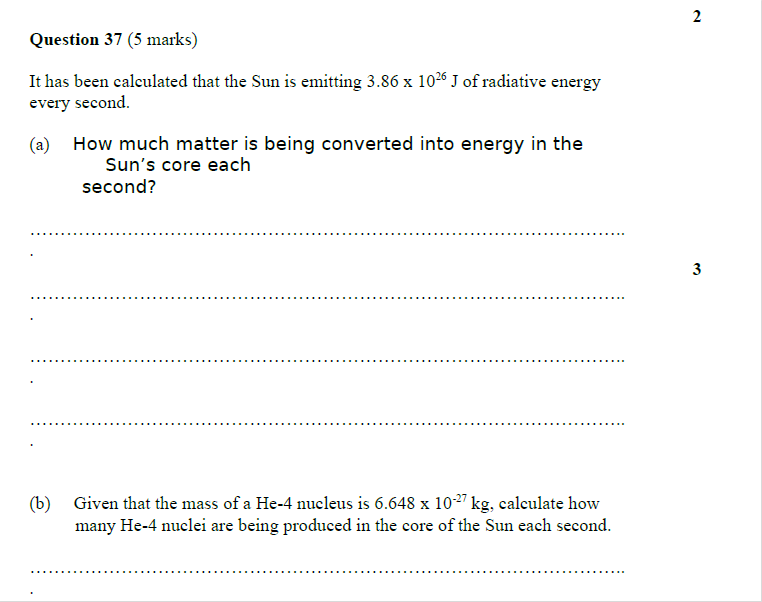 2
Question 37 (5 marks)
It has been calculated that the Sun is emitting 3.86 x 10²⁶ J of radiative energy
every second.
(a) How much matter is being converted into energy in the
Sun’s core each
second?
……………………………………………………………………………………………..
.
3
……………………………………………………………………………………………..
.
……………………………………………………………………………………………..
.
……………………………………………………………………………………………..
.
(b) Given that the mass of a He-4 nucleus is 6.648 x 10⁻²⁷ kg, calculate how
many He-4 nuclei are being produced in the core of the Sun each second.
……………………………………………………………………………………………..
.